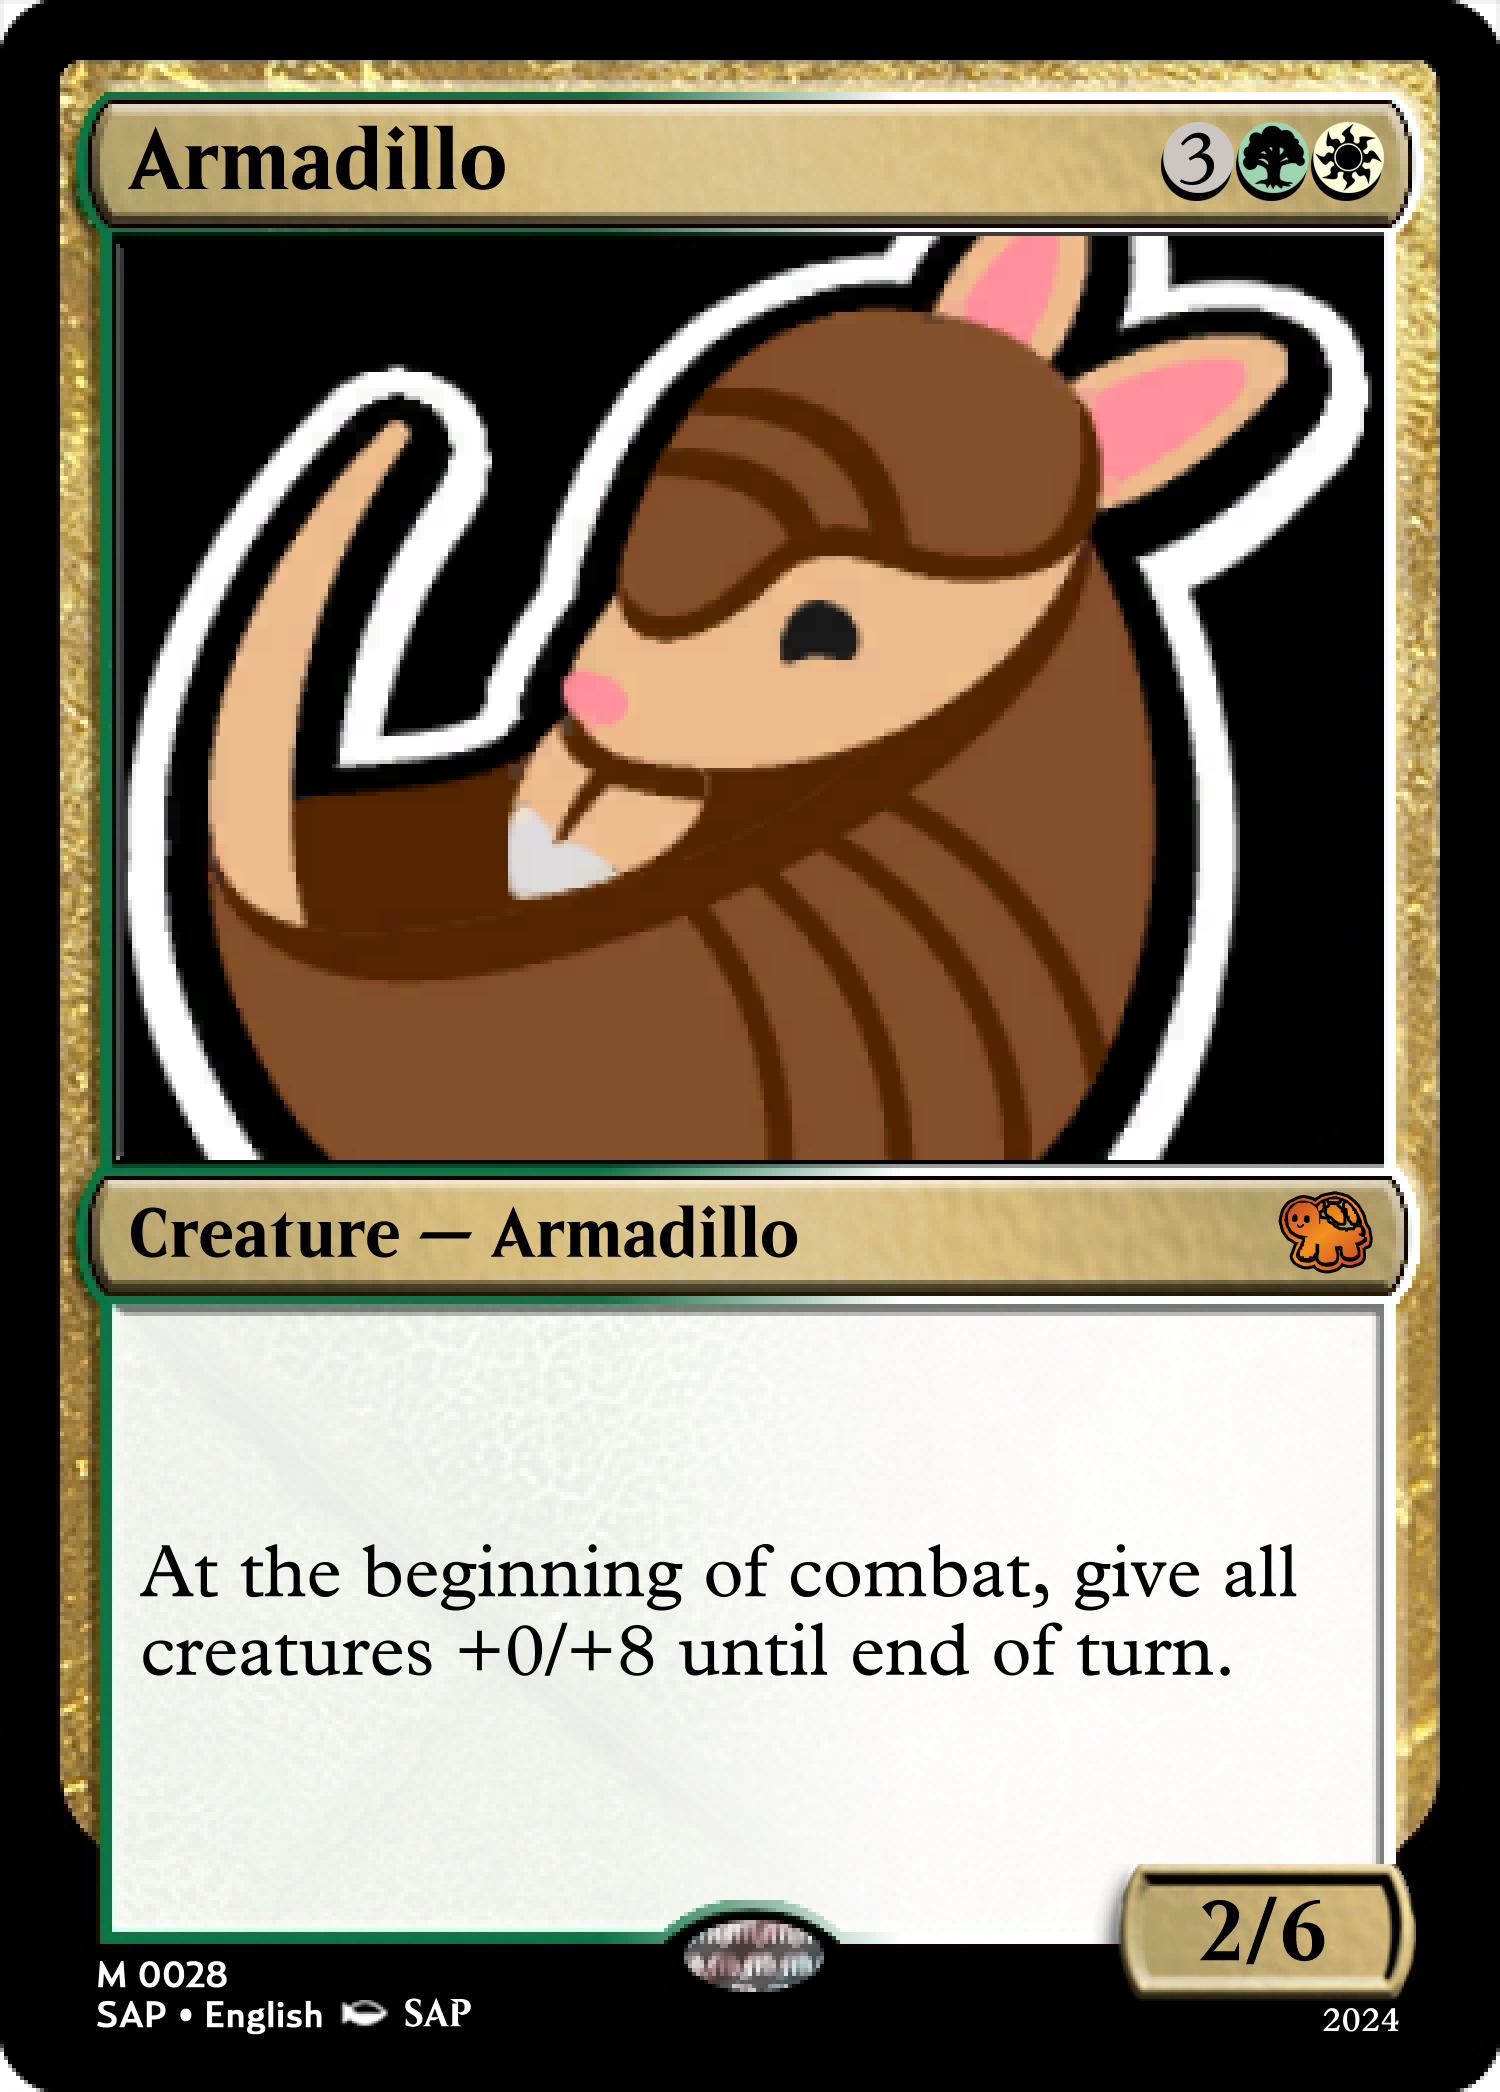 Armadillo 3
Creature — Armadillo
At the beginning of combat, give all
creatures +0/+8 until end of turn.
2/6
M 0028
SAP • English SAP
2024